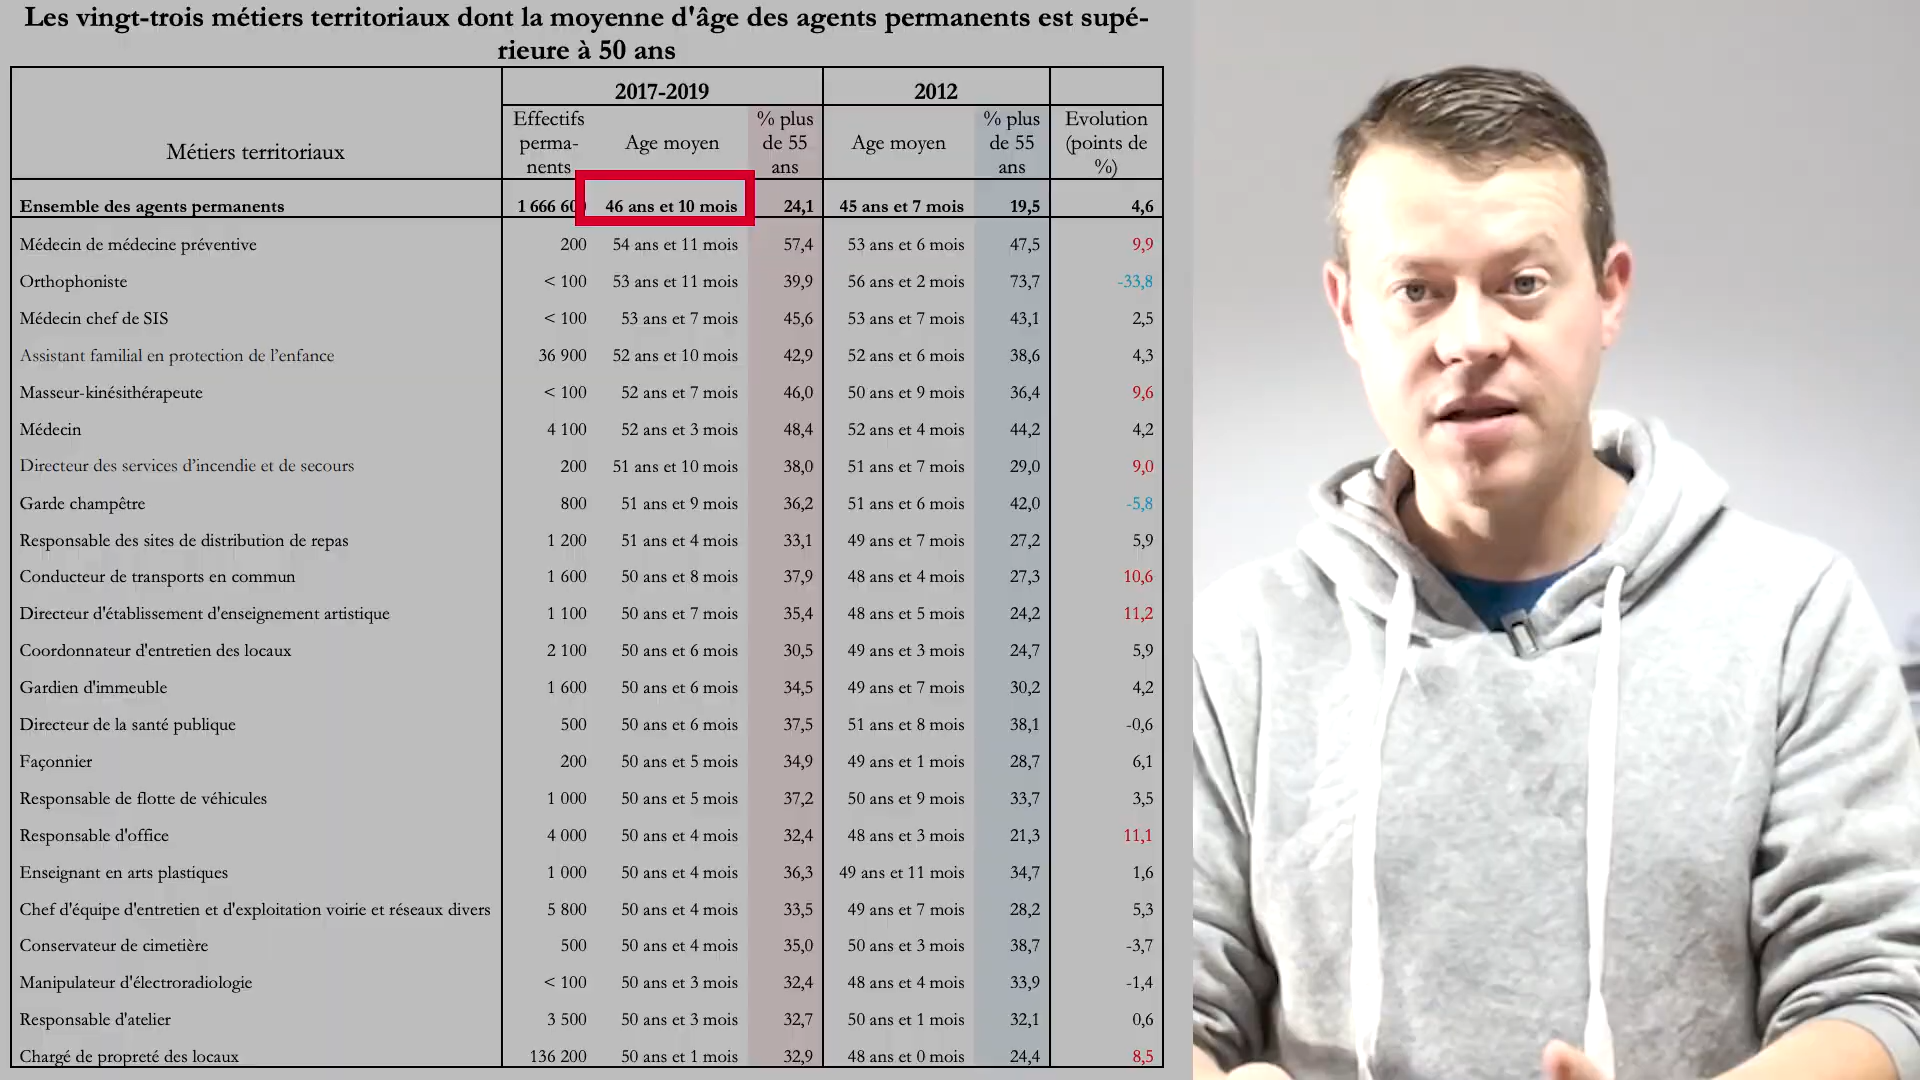 Les vingt-trois métiers territoriaux dont la moyenne d'âge des agents permanents est supé-
rieure à 50 ans
2017-2019 2012
Métiers territoriaux Effectifs perma-nents Age moyen % plus de 55 ans Age moyen % plus de 55 ans Evolution (points de %)
Ensemble des agents permanents 1 666 600 46 ans et 10 mois 24,1 45 ans et 7 mois 19,5 4,6
Médecin de médecine préventive 200 54 ans et 11 mois 57,4 53 ans et 6 mois 47,5 9,9
Orthophoniste < 100 53 ans et 11 mois 39,9 56 ans et 2 mois 73,7 -33,8
Médecin chef de SIS < 100 53 ans et 7 mois 45,6 53 ans et 7 mois 43,1 2,5
Assistant familial en protection de l’enfance 36 900 52 ans et 10 mois 42,9 52 ans et 6 mois 38,6 4,3
Masseur-kinésithérapeute < 100 52 ans et 7 mois 46,0 50 ans et 9 mois 36,4 9,6
Médecin 4 100 52 ans et 3 mois 48,4 52 ans et 4 mois 44,2 4,2
Directeur des services d’incendie et de secours 200 51 ans et 10 mois 38,0 51 ans et 7 mois 29,0 9,0
Garde champêtre 800 51 ans et 9 mois 36,2 51 ans et 6 mois 42,0 -5,8
Responsable des sites de distribution de repas 1 200 51 ans et 4 mois 33,1 49 ans et 7 mois 27,2 5,9
Conducteur de transports en commun 1 600 50 ans et 8 mois 37,9 48 ans et 4 mois 27,3 10,6
Directeur d'établissement d'enseignement artistique 1 100 50 ans et 7 mois 35,4 48 ans et 5 mois 24,2 11,2
Coordonnateur d'entretien des locaux 2 100 50 ans et 6 mois 30,5 49 ans et 3 mois 24,7 5,9
Gardien d'immeuble 1 600 50 ans et 6 mois 34,5 49 ans et 7 mois 30,2 4,2
Directeur de la santé publique 500 50 ans et 6 mois 37,5 51 ans et 8 mois 38,1 -0,6
Façonnier 200 50 ans et 5 mois 34,9 49 ans et 1 mois 28,7 6,1
Responsable de flotte de véhicules 1 000 50 ans et 5 mois 37,2 50 ans et 9 mois 33,7 3,5
Responsable d'office 4 000 50 ans et 4 mois 32,4 48 ans et 3 mois 21,3 11,1
Enseignant en arts plastiques 1 000 50 ans et 4 mois 36,3 49 ans et 11 mois 34,7 1,6
Chef d'équipe d'entretien et d'exploitation voirie et réseaux divers 5 800 50 ans et 4 mois 33,5 49 ans et 7 mois 28,2 5,3
Conservateur de cimetière 500 50 ans et 4 mois 35,0 50 ans et 3 mois 38,7 -3,7
Manipulateur d'électroradiologie < 100 50 ans et 3 mois 32,4 48 ans et 4 mois 33,9 -1,4
Responsable d'atelier 3 500 50 ans et 3 mois 32,7 50 ans et 1 mois 32,1 0,6
Chargé de propreté des locaux 136 200 50 ans et 1 mois 32,9 48 ans et 0 mois 24,4 8,5